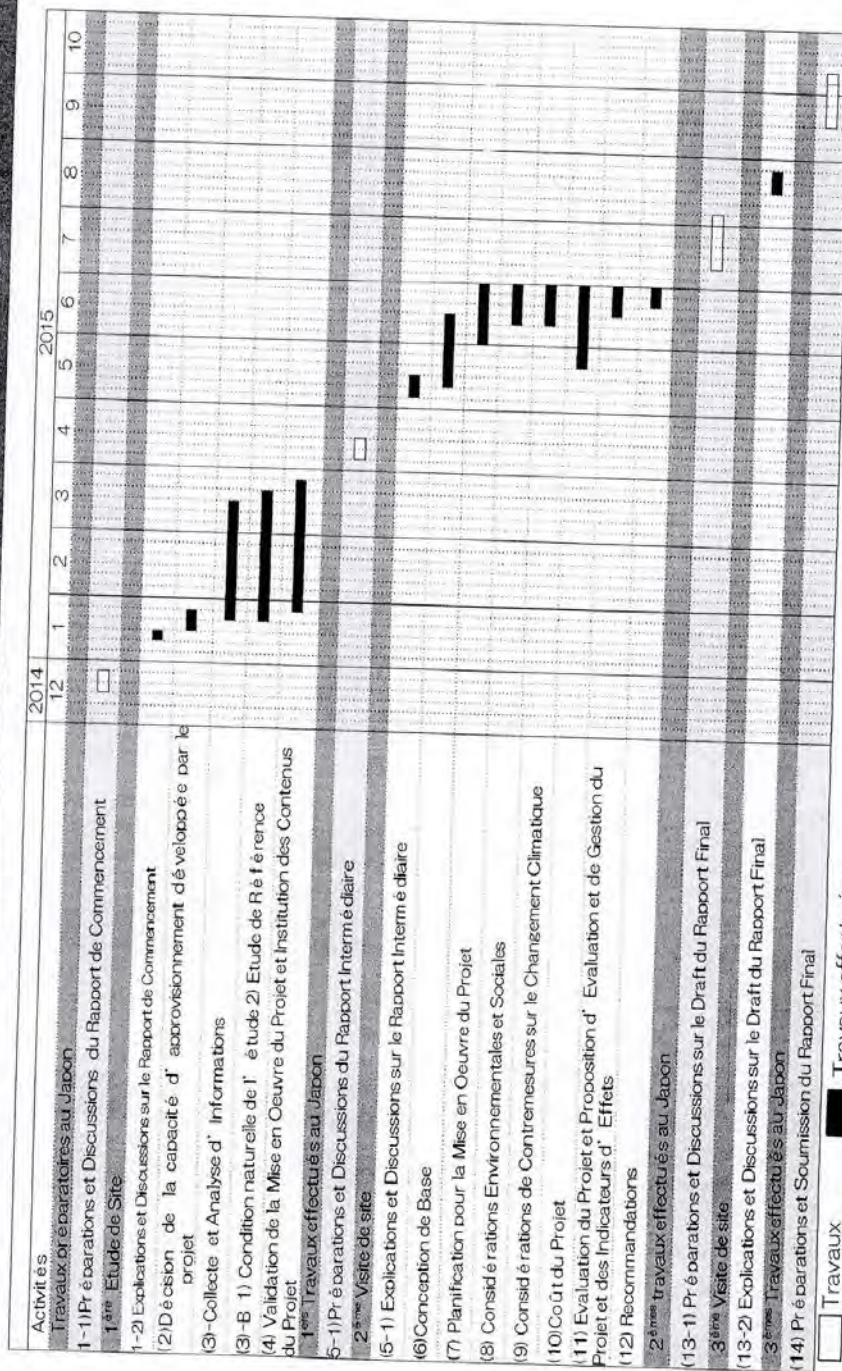 2014 2015
Activités 12 1 2 3 4 5 6 7 8 9 10
Travaux préparatoires au Japon
1-1)Préparations et Discussions du Rapport de Commencement
1ère Etude de Site
1-2) Explications et Discussions sur le Rapport de Commencement
(2)Décision de la capacité d' approvisionnement développée par le
projet
(3)-Collecte et Analyse d' Informations
(3)-B 1) Condition naturelle de l' étude 2) Etude de Référence
(4) Validation de la Mise en Oeuvre du Projet et Institution des Contenus
du Projet
1ers Travaux effectués au Japon
5-1)Préparations et Discussions du Rapport Intermédiaire
2ème Visite de site
(5-1) Explications et Discussions sur le Rapport Intermédiaire
(6)Conception de Base
(7) Planification pour la Mise en Oeuvre du Projet
(8) Considérations Environnementales et Sociales
(9) Considérations de Contremesures sur le Changement Climatique
(10)Coût du Projet
(11) Evaluation du Projet et Proposition d' Evaluation et de Gestion du
Projet et des Indicateurs d' Effets
(12) Recommandations
2èmes travaux effectués au Japon
(13-1) Préparations et Discussions sur le Draft du Rapport Final
3ème Visite de site
(13-2) Explications et Discussions sur le Draft du Rapport Final
3èmes Travaux effectués au Japon
(14) Préparations et Soumission du Rapport Final
Travaux